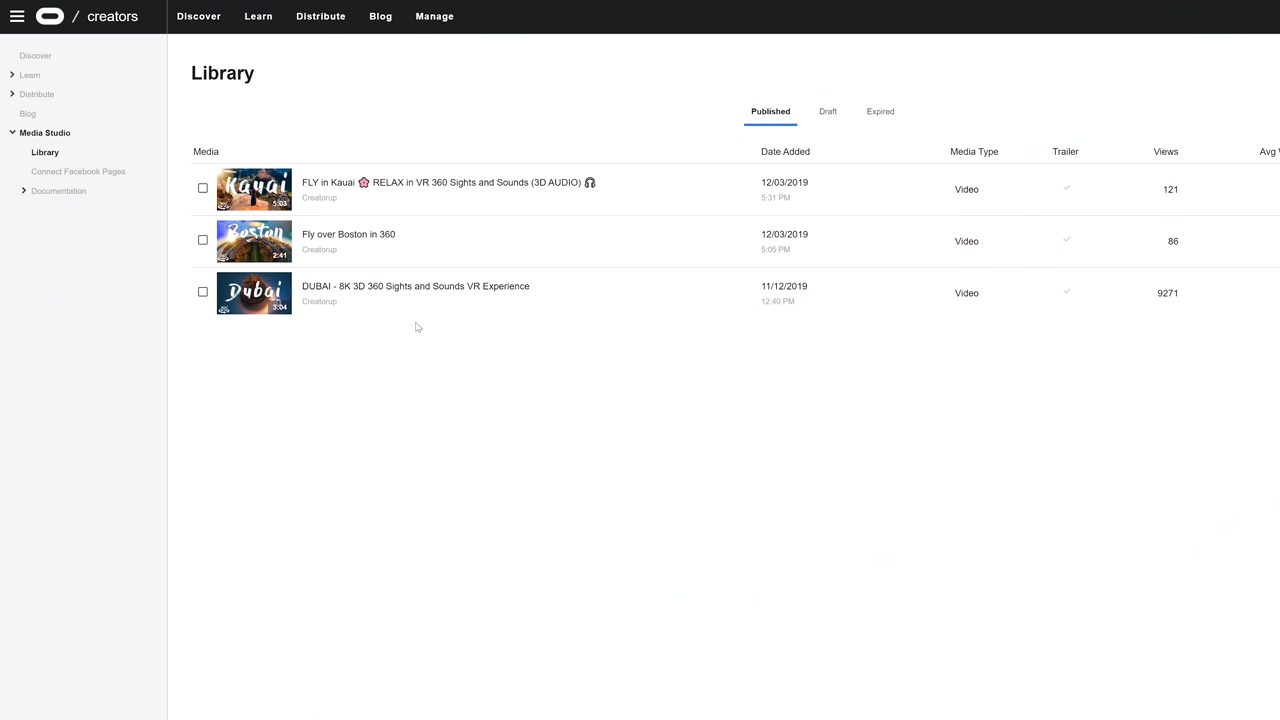 / creators
Discover Learn Distribute Blog Manage
Discover
Learn
Distribute
Blog
Media Studio
Library
Connect Facebook Pages
Documentation
Library
Published Draft Expired
Media Date Added Media Type Trailer Views Avg
Kauai
5:03
FLY in Kauai 🌺 RELAX in VR 360 Sights and Sounds (3D AUDIO) 🎧
Creatorup
12/03/2019
5:31 PM
Video
121
Boston
2:41
Fly over Boston in 360
Creatorup
12/03/2019
5:05 PM
Video
86
Dubai
3:04
DUBAI - 8K 3D 360 Sights and Sounds VR Experience
Creatorup
11/12/2019
12:40 PM
Video
9271